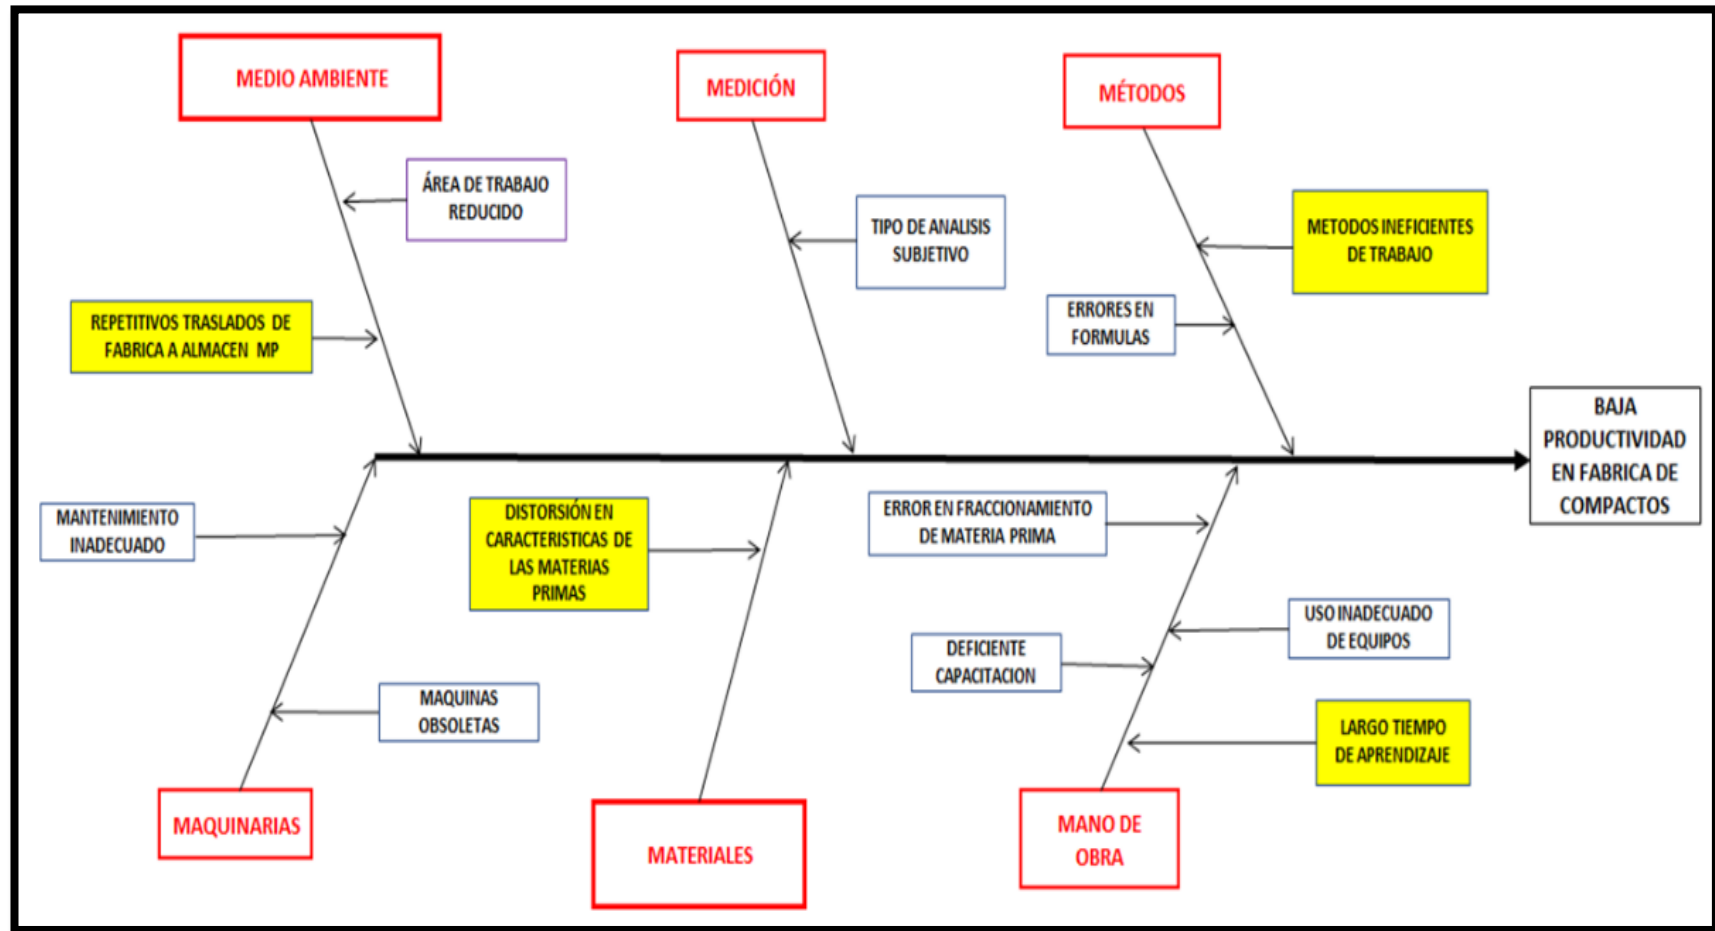 MEDIO AMBIENTE
MEDICIÓN
MÉTODOS
ÁREA DE TRABAJO
REDUCIDO
TIPO DE ANALISIS
SUBJETIVO
METODOS INEFICIENTES
DE TRABAJO
REPETITIVOS TRASLADOS DE
FABRICA A ALMACEN MP
ERRORES EN
FORMULAS
BAJA
PRODUCTIVIDAD
EN FABRICA DE
COMPACTOS
MANTENIMIENTO
INADECUADO
DISTORSIÓN EN
CARACTERISTICAS DE
LAS MATERIAS
PRIMAS
ERROR EN FRACCIONAMIENTO
DE MATERIA PRIMA
USO INADECUADO
DE EQUIPOS
DEFICIENTE
CAPACITACION
MAQUINAS
OBSOLETAS
LARGO TIEMPO
DE APRENDIZAJE
MAQUINARIAS
MATERIALES
MANO DE
OBRA